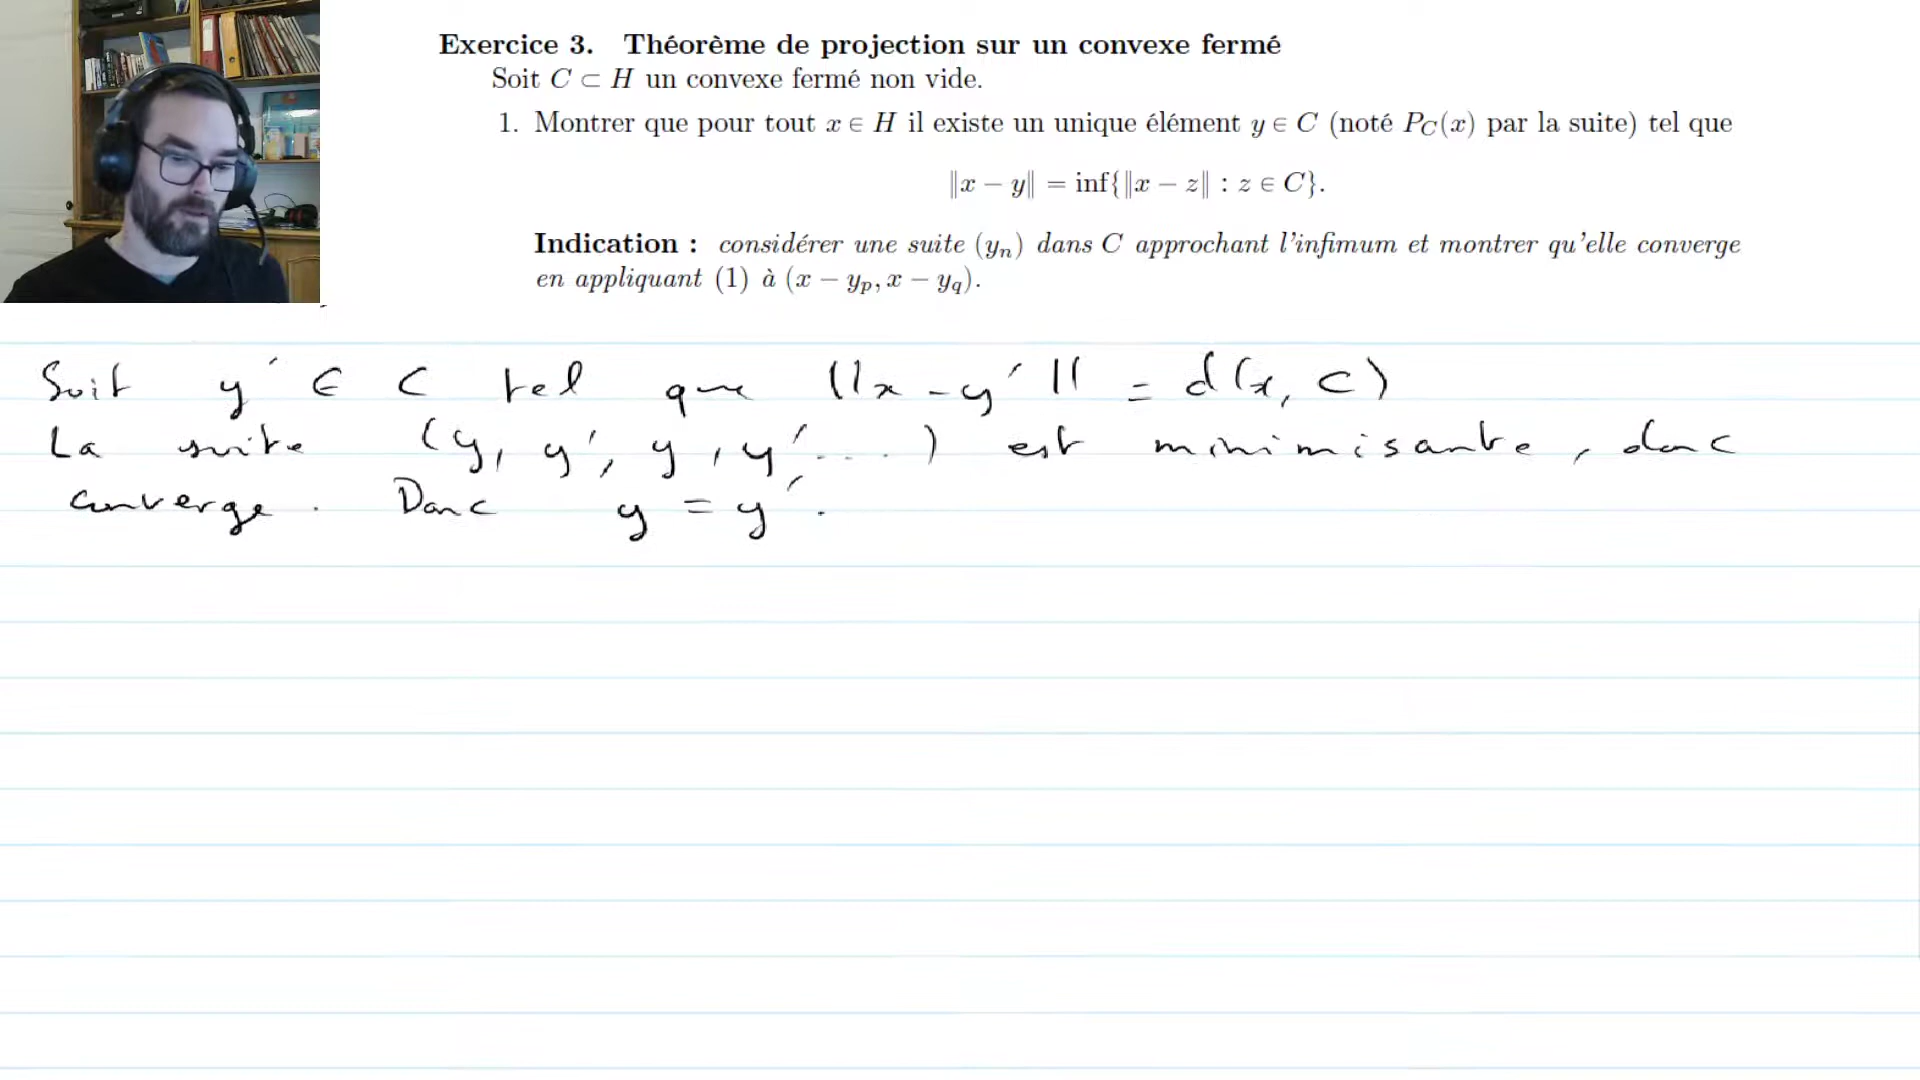 Exercice 3. Théorème de projection sur un convexe fermé
Soit C ⊂ H un convexe fermé non vide.
1. Montrer que pour tout x ∈ H il existe un unique élément y ∈ C (noté P_C(x) par la suite) tel que
‖x − y‖ = inf{‖x − z‖ : z ∈ C}.
Indication : considérer une suite (y_n) dans C approchant l'infimum et montrer qu'elle converge
en appliquant (1) à (x − y_p, x − y_q).
Soit y' ∈ C tel que ||x - y'|| = d(x, C)
La suite (y, y', y, y'....) est minimisante, donc
converge. Donc y = y'.